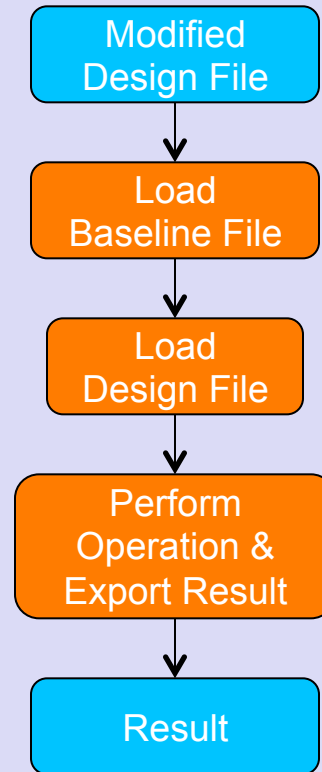 Modified
Design File
Load
Baseline File
Load
Design File
Perform
Operation &
Export Result
Result